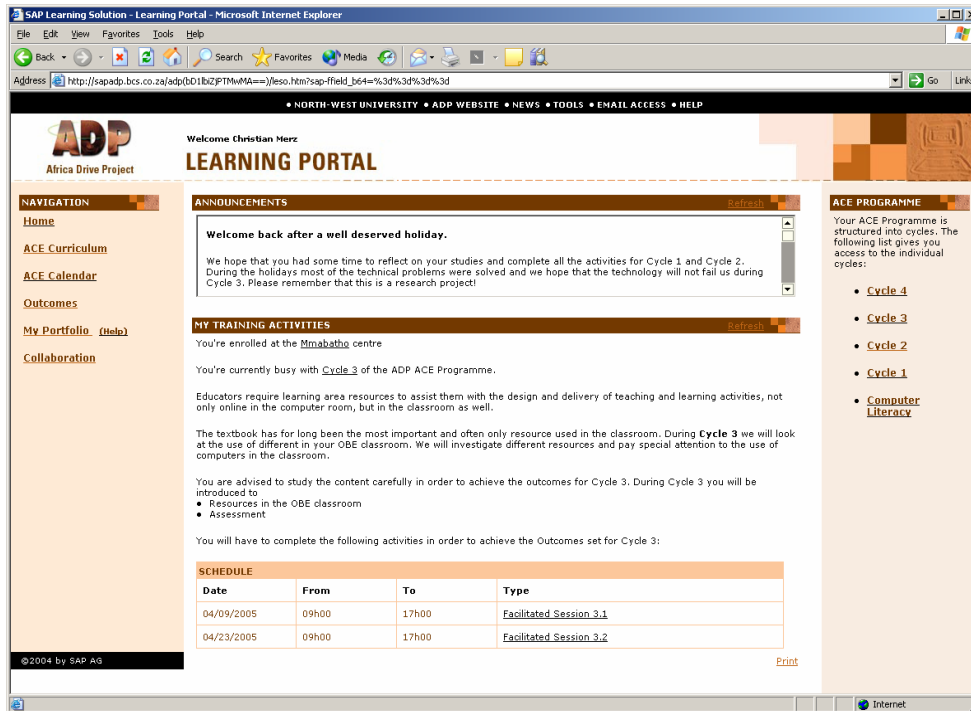 SAP Learning Solution - Learning Portal - Microsoft Internet Explorer
File Edit View Favorites Tools Help
Back Search Favorites Media
Address http://sapadp.bcs.co.za/adp(bD1lbiZjPTMwMA==)/leso.htm?sap-ffield_b64=%3d%3d%3d%3d Go Link
• NORTH-WEST UNIVERSITY • ADP WEBSITE • NEWS • TOOLS • EMAIL ACCESS • HELP
ADP
Africa Drive Project
Welcome Christian Merz
LEARNING PORTAL
NAVIGATION
Home
ACE Curriculum
ACE Calendar
Outcomes
My Portfolio (Help)
Collaboration
©2004 by SAP AG
ANNOUNCEMENTS Refresh
Welcome back after a well deserved holiday.
We hope that you had some time to reflect on your studies and complete all the activities for Cycle 1 and Cycle 2.
During the holidays most of the technical problems were solved and we hope that the technology will not fail us during
Cycle 3. Please remember that this is a research project!
MY TRAINING ACTIVITIES Refresh
You're enrolled at the Mmabatho centre
You're currently busy with Cycle 3 of the ADP ACE Programme.
Educators require learning area resources to assist them with the design and delivery of teaching and learning activities, not
only online in the computer room, but in the classroom as well.
The textbook has for long been the most important and often only resource used in the classroom. During Cycle 3 we will look
at the use of different in your OBE classroom. We will investigate different resources and pay special attention to the use of
computers in the classroom.
You are advised to study the content carefully in order to achieve the outcomes for Cycle 3. During Cycle 3 you will be
introduced to
• Resources in the OBE classroom
• Assessment
You will have to complete the following activities in order to achieve the Outcomes set for Cycle 3:
SCHEDULE
Date From To Type
04/09/2005 09h00 17h00 Facilitated Session 3.1
04/23/2005 09h00 17h00 Facilitated Session 3.2
Print
ACE PROGRAMME
Your ACE Programme is
structured into cycles. The
following list gives you
access to the individual
cycles:
• Cycle 4
• Cycle 3
• Cycle 2
• Cycle 1
• Computer
Literacy
Internet